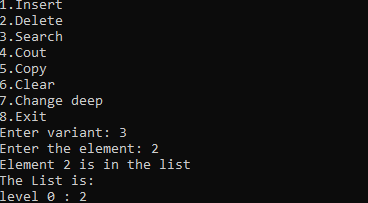 1.Insert
2.Delete
3.Search
4.Cout
5.Copy
6.Clear
7.Change deep
8.Exit
Enter variant: 3
Enter the element: 2
Element 2 is in the list
The List is:
level 0 : 2